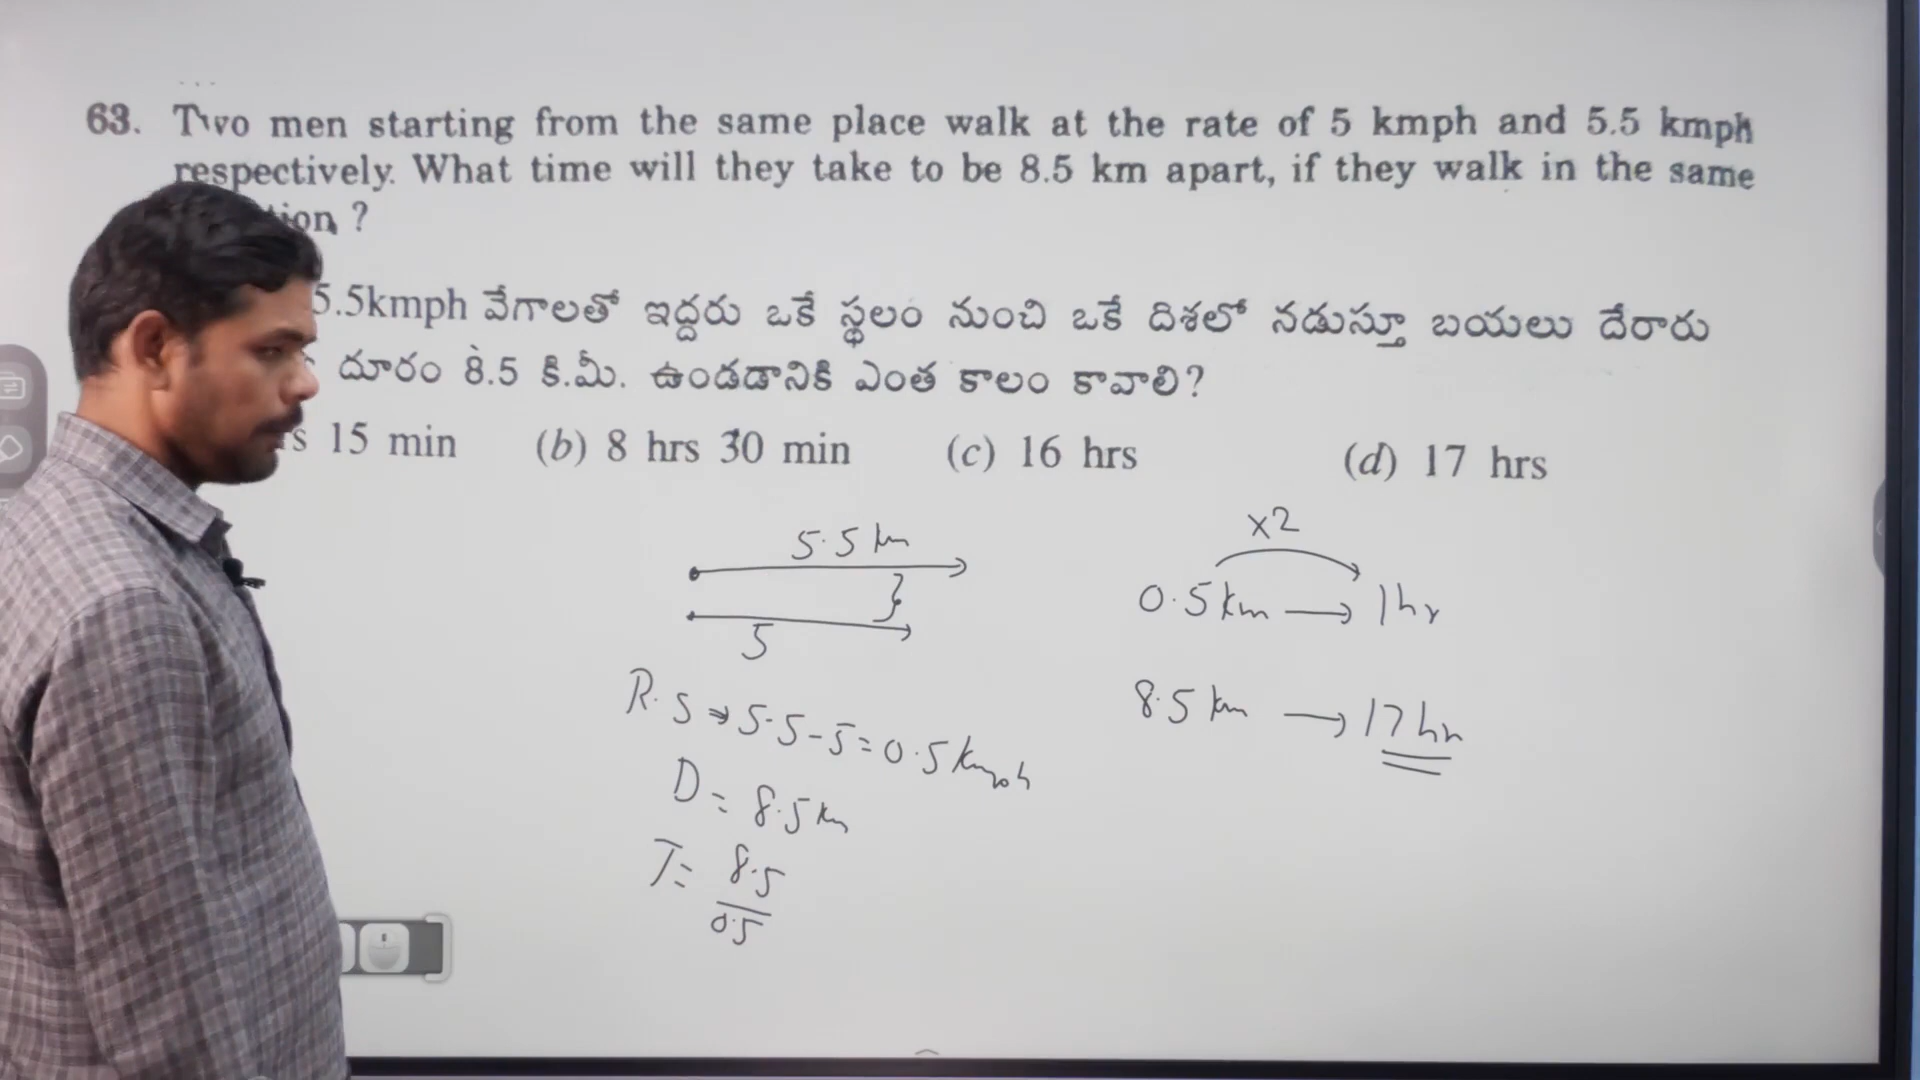 63. Two men starting from the same place walk at the rate of 5 kmph and 5.5 kmph
respectively. What time will they take to be 8.5 km apart, if they walk in the same
?
5.5kmph వేగాలతో ఇద్దరు ఒకే స్థలం నుంచి ఒకే దిశలో నడుస్తూ బయలు దేరారు
దూరం 8.5 కి.మీ. ఉండడానికి ఎంత కాలం కావాలి?
15 min (b) 8 hrs 30 min (c) 16 hrs (d) 17 hrs
5.5 km
5
x2
0.5 km → 1hr
8.5 km → 17 hr
R.S → 5.5-5=0.5 kmph
D = 8.5 km
T= 8.5
0.5